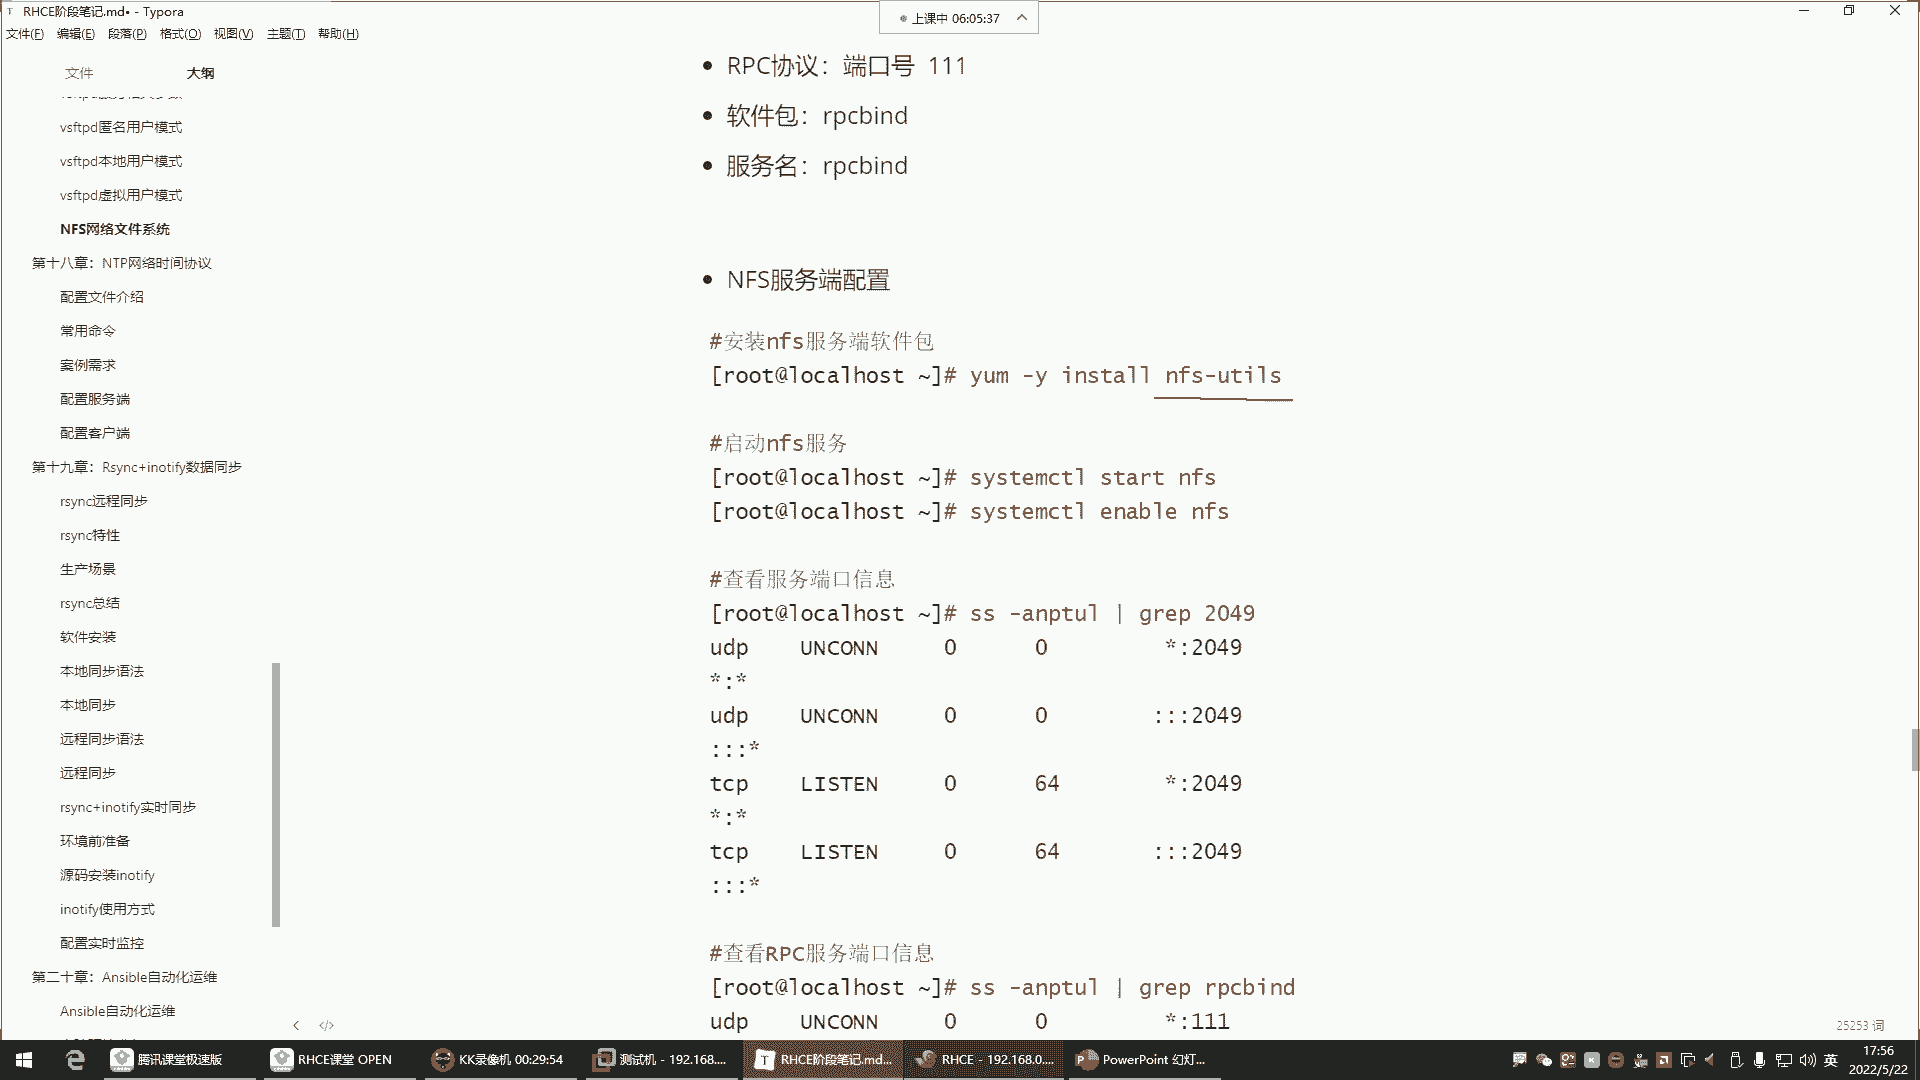 RHCE阶段笔记.md• - Typora
上课中 06:05:37
文件(F) 编辑(E) 段落(P) 格式(O) 视图(V) 主题(T) 帮助(H)
文件 大纲
vsftpd匿名用户模式
vsftpd本地用户模式
vsftpd虚拟用户模式
NFS网络文件系统
第十八章：NTP网络时间协议
配置文件介绍
常用命令
案例需求
配置服务端
配置客户端
第十九章：Rsync+inotify数据同步
rsync远程同步
rsync特性
生产场景
rsync总结
软件安装
本地同步语法
本地同步
远程同步语法
远程同步
rsync+inotify实时同步
环境前准备
源码安装inotify
inotify使用方式
配置实时监控
第二十章：Ansible自动化运维
Ansible自动化运维
• RPC协议：端口号 111
• 软件包：rpcbind
• 服务名：rpcbind
• NFS服务端配置
#安装nfs服务端软件包
[root@localhost ~]# yum -y install nfs-utils
#启动nfs服务
[root@localhost ~]# systemctl start nfs
[root@localhost ~]# systemctl enable nfs
#查看服务端口信息
[root@localhost ~]# ss -anptul | grep 2049
udp UNCONN 0 0 *:2049
*:*
udp UNCONN 0 0 :::2049
:::*
tcp LISTEN 0 64 *:2049
*:*
tcp LISTEN 0 64 :::2049
:::*
#查看RPC服务端口信息
[root@localhost ~]# ss -anptul | grep rpcbind
udp UNCONN 0 0 *:111
25253 词
腾讯课堂极速版 RHCE课堂 OPEN KK录像机 00:29:54 测试机 - 192.168.... RHCE阶段笔记.md... RHCE - 192.168.0.... PowerPoint 幻灯... 英 17:56
2022/5/22